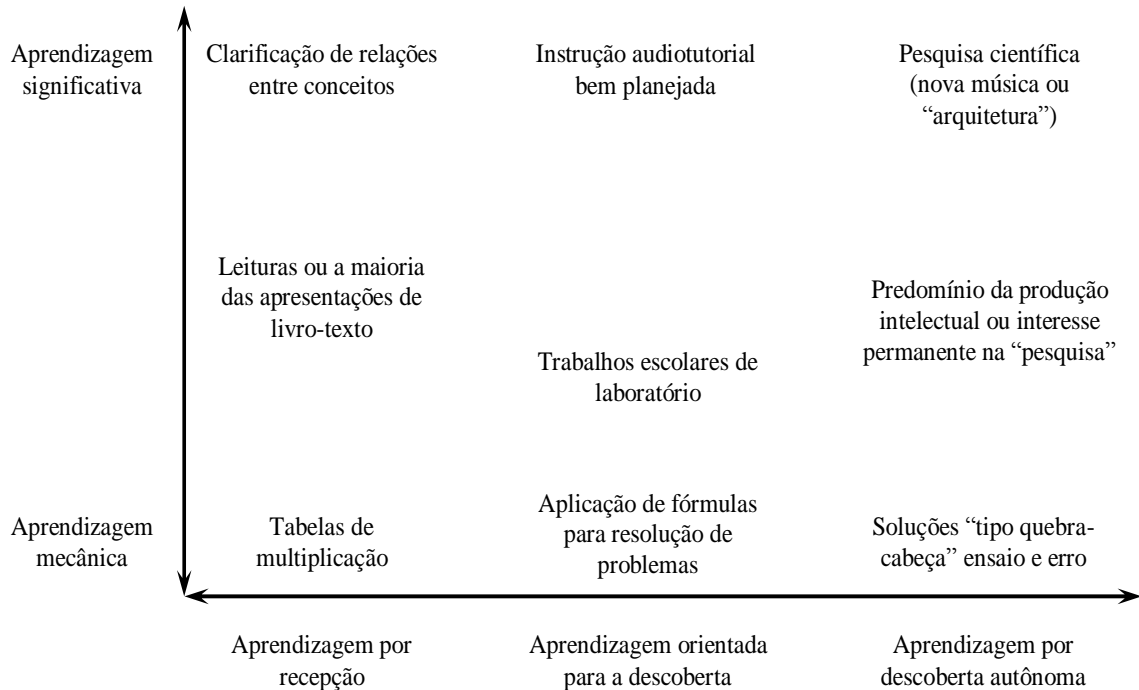 Aprendizagem
significativa
Clarificação de relações
entre conceitos
Instrução audiotutorial
bem planejada
Pesquisa científica
(nova música ou
“arquitetura”)
Leituras ou a maioria
das apresentações de
livro-texto
Trabalhos escolares de
laboratório
Predomínio da produção
intelectual ou interesse
permanente na “pesquisa”
Aprendizagem
mecânica
Tabelas de
multiplicação
Aplicação de fórmulas
para resolução de
problemas
Soluções “tipo quebra-
cabeça” ensaio e erro
Aprendizagem por
recepção
Aprendizagem orientada
para a descoberta
Aprendizagem por
descoberta autônoma